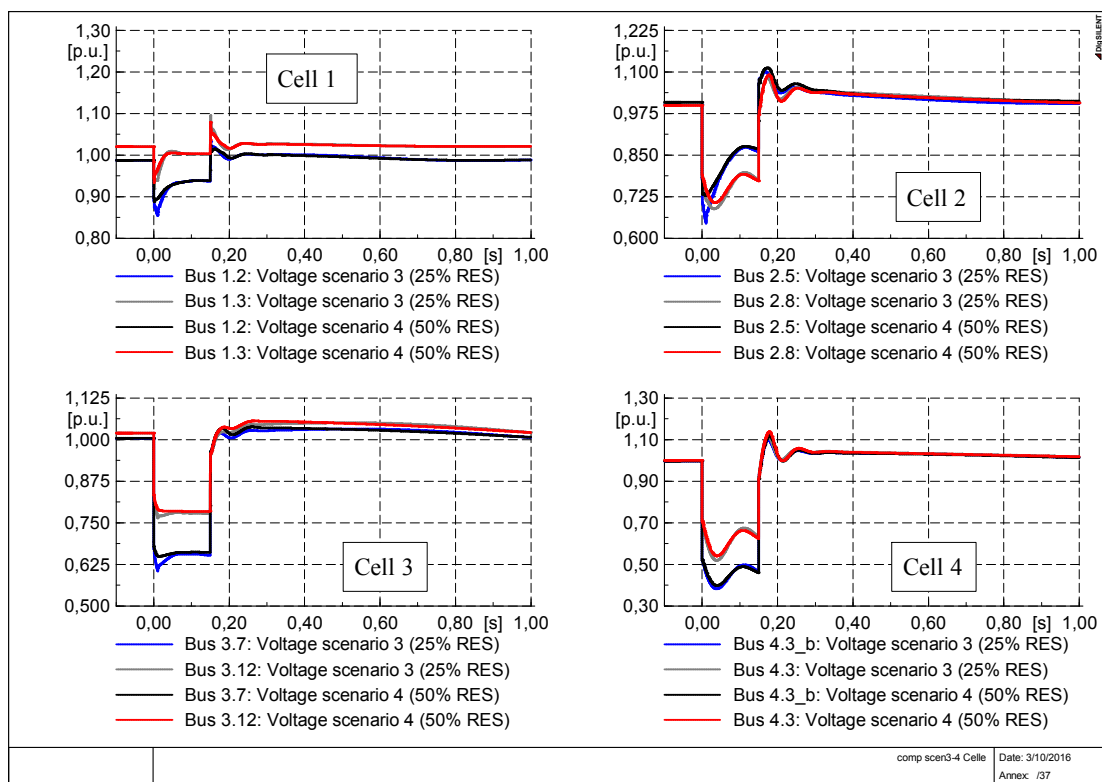 DIgSILENT
1,30
[p.u.]
1,20
1,10
1,00
0,90
0,80
Cell 1
0,00 0,20 0,40 0,60 0,80 [s] 1,00
Bus 1.2: Voltage scenario 3 (25% RES)
Bus 1.3: Voltage scenario 3 (25% RES)
Bus 1.2: Voltage scenario 4 (50% RES)
Bus 1.3: Voltage scenario 4 (50% RES)
1,225
[p.u.]
1,100
0,975
0,850
0,725
0,600
Cell 2
0,00 0,20 0,40 0,60 0,80 [s] 1,00
Bus 2.5: Voltage scenario 3 (25% RES)
Bus 2.8: Voltage scenario 3 (25% RES)
Bus 2.5: Voltage scenario 4 (50% RES)
Bus 2.8: Voltage scenario 4 (50% RES)
1,125
[p.u.]
1,000
0,875
0,750
0,625
0,500
Cell 3
0,00 0,20 0,40 0,60 0,80 [s] 1,00
Bus 3.7: Voltage scenario 3 (25% RES)
Bus 3.12: Voltage scenario 3 (25% RES)
Bus 3.7: Voltage scenario 4 (50% RES)
Bus 3.12: Voltage scenario 4 (50% RES)
1,30
[p.u.]
1,10
0,90
0,70
0,50
0,30
Cell 4
0,00 0,20 0,40 0,60 0,80 [s] 1,00
Bus 4.3_b: Voltage scenario 3 (25% RES)
Bus 4.3: Voltage scenario 3 (25% RES)
Bus 4.3_b: Voltage scenario 4 (50% RES)
Bus 4.3: Voltage scenario 4 (50% RES)
comp scen3-4 Celle
Date: 3/10/2016
Annex: /37